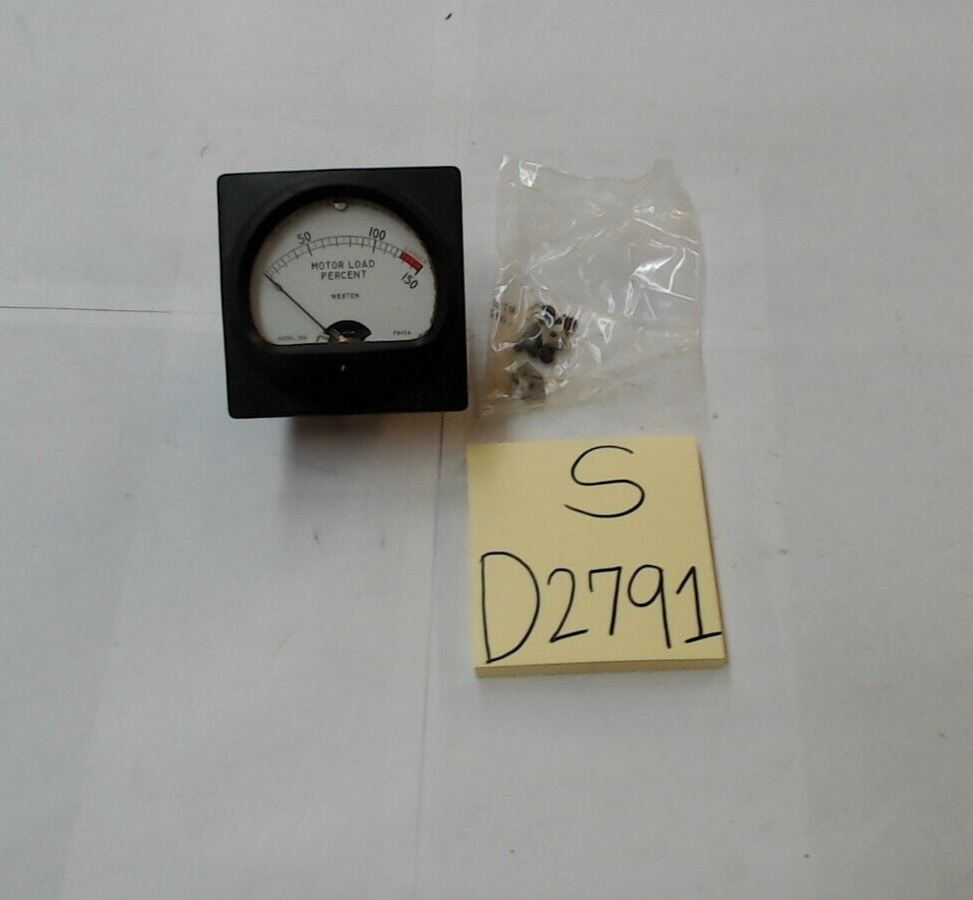 50
100
150
MOTOR LOAD
PERCENT
WESTON
S
D2791